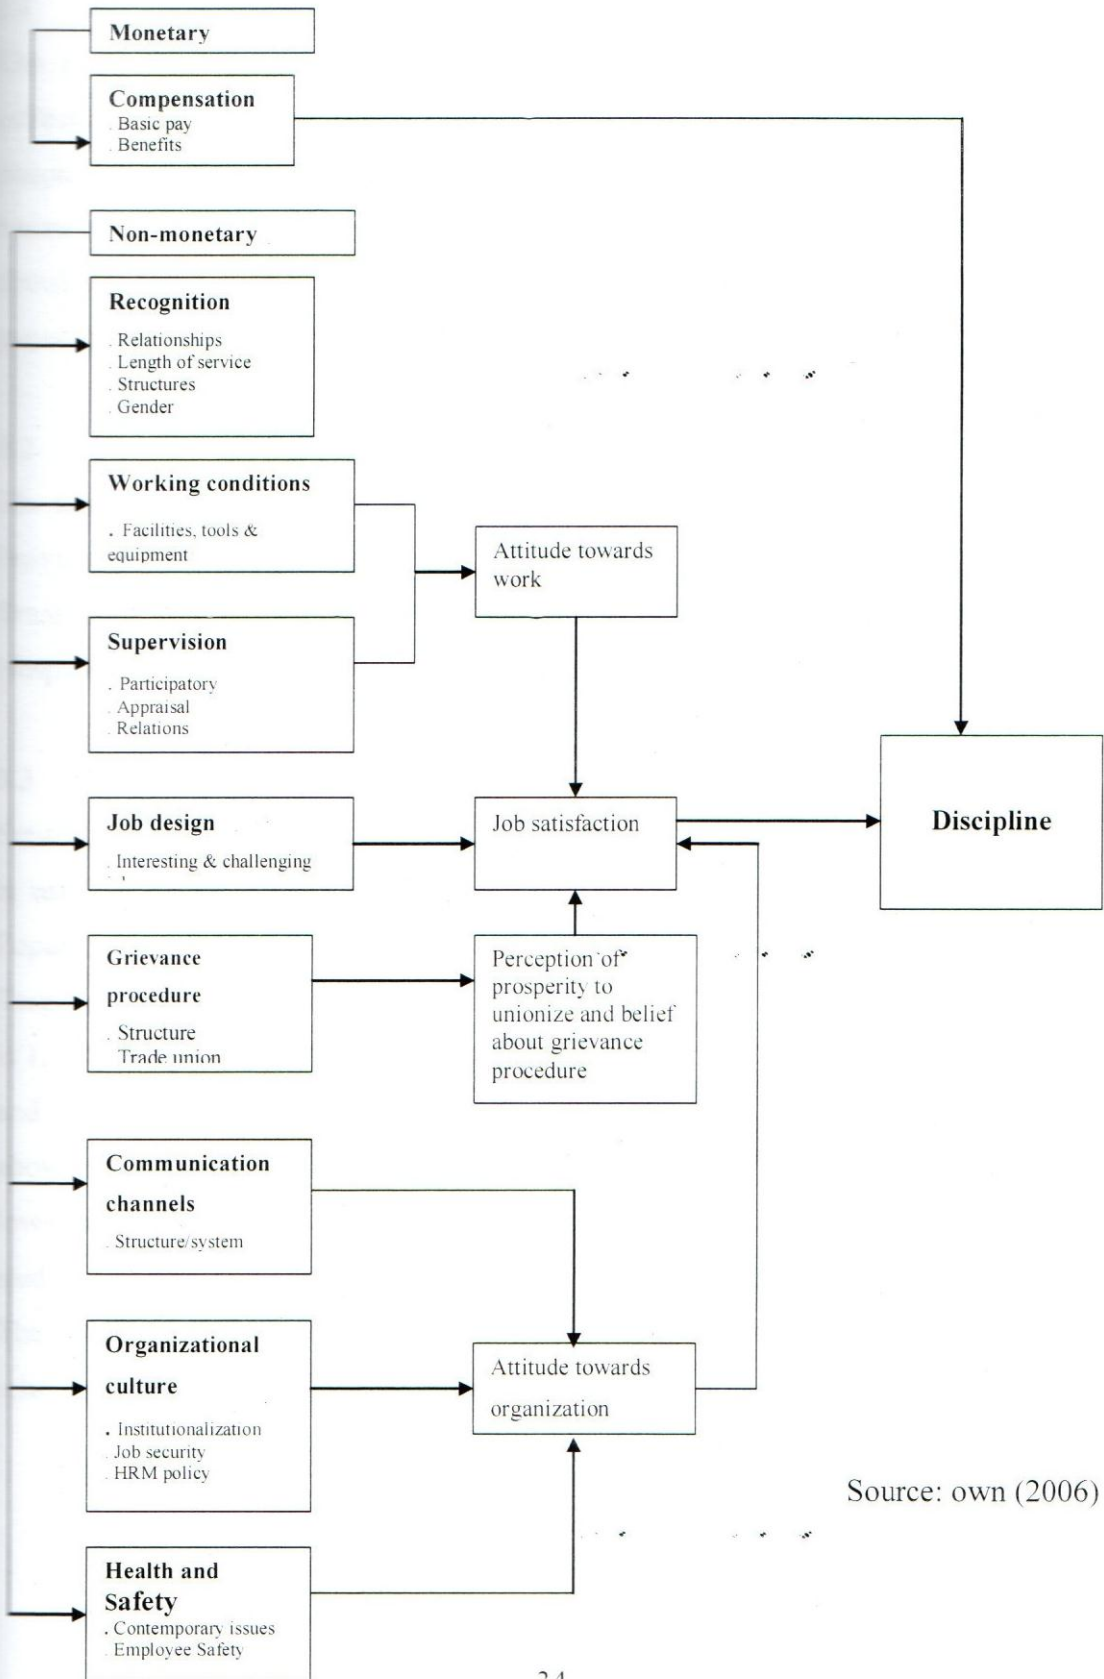 Monetary
Compensation
. Basic pay
. Benefits
Non-monetary
Recognition
. Relationships
. Length of service
. Structures
. Gender
Working conditions
. Facilities, tools &
equipment
Attitude towards
work
Supervision
. Participatory
. Appraisal
. Relations
Job design
. Interesting & challenging
Job satisfaction
Discipline
Grievance
procedure
. Structure
. Trade union
Perception of
prosperity to
unionize and belief
about grievance
procedure
Communication
channels
. Structure/system
Organizational
culture
. Institutionalization
. Job security
. HRM policy
Attitude towards
organization
Source: own (2006)
Health and
Safety
. Contemporary issues
. Employee Safety